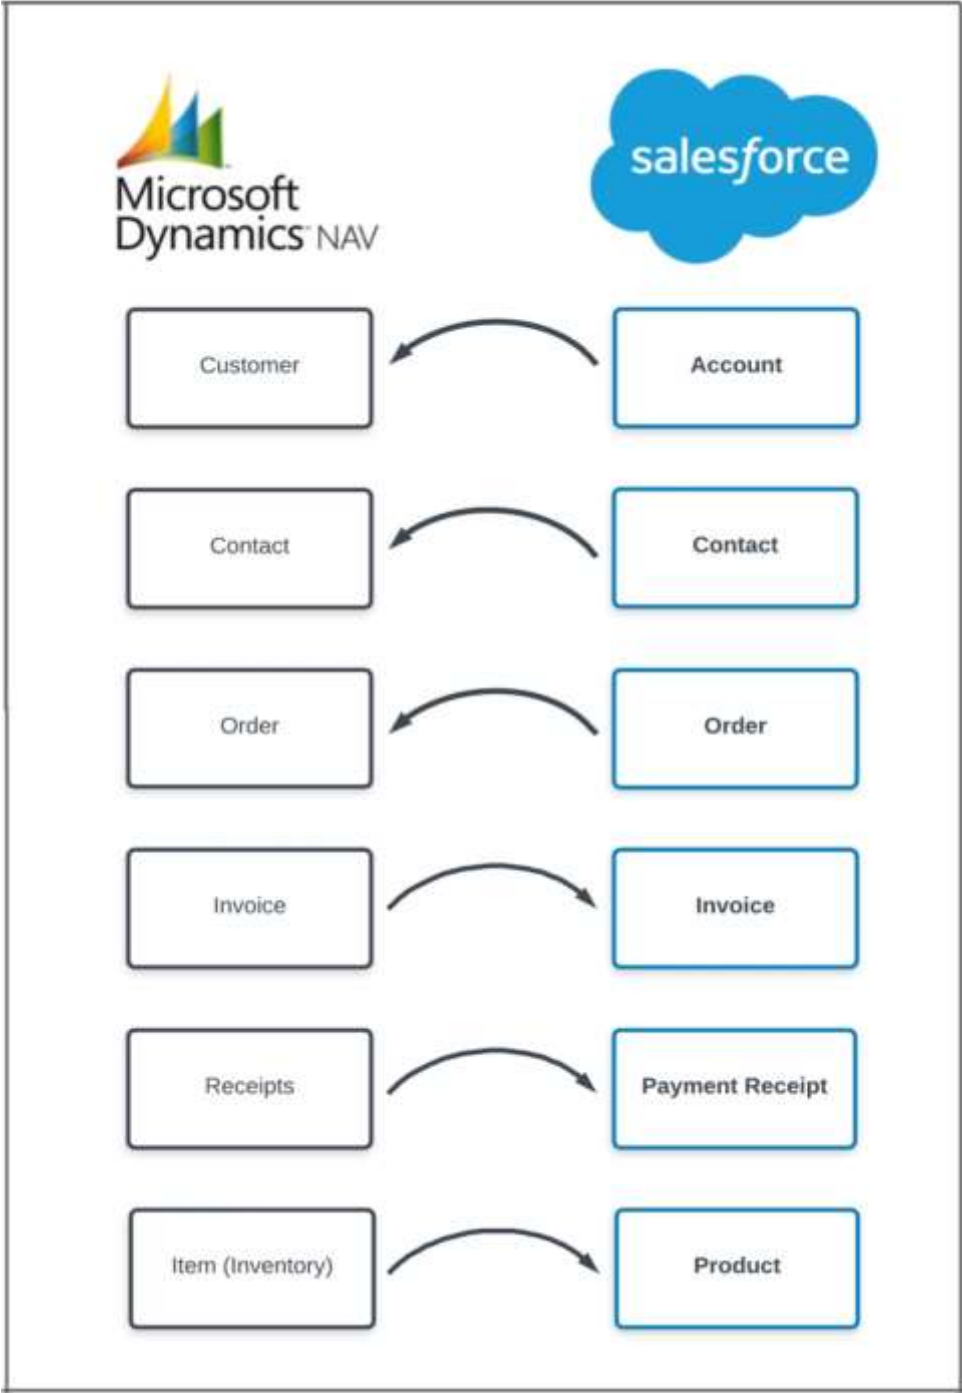 Microsoft
Dynamics NAV
salesforce
Customer
Account
Contact
Contact
Order
Order
Invoice
Invoice
Receipts
Payment Receipt
Item (Inventory)
Product